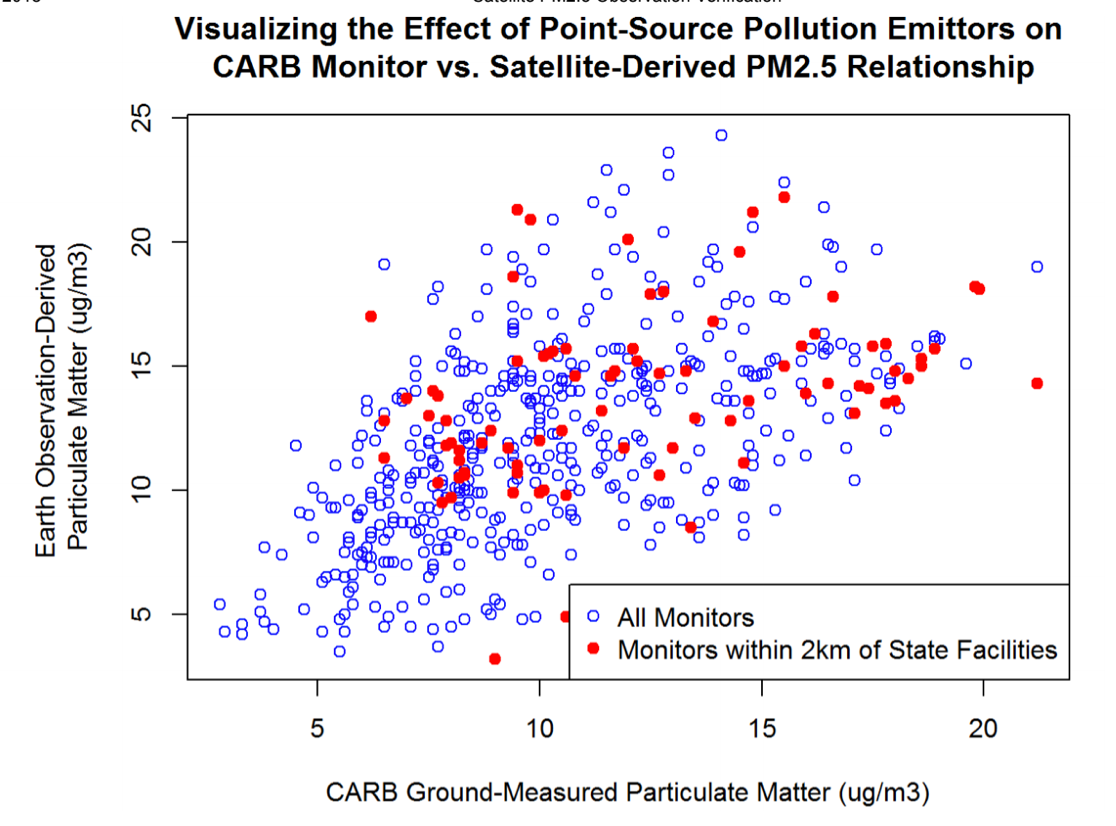 Visualizing the Effect of Point-Source Pollution Emittors on
CARB Monitor vs. Satellite-Derived PM2.5 Relationship
Earth Observation-Derived
Particulate Matter (ug/m3)
25
20
15
10
5
All Monitors
Monitors within 2km of State Facilities
5 10 15 20
CARB Ground-Measured Particulate Matter (ug/m3)